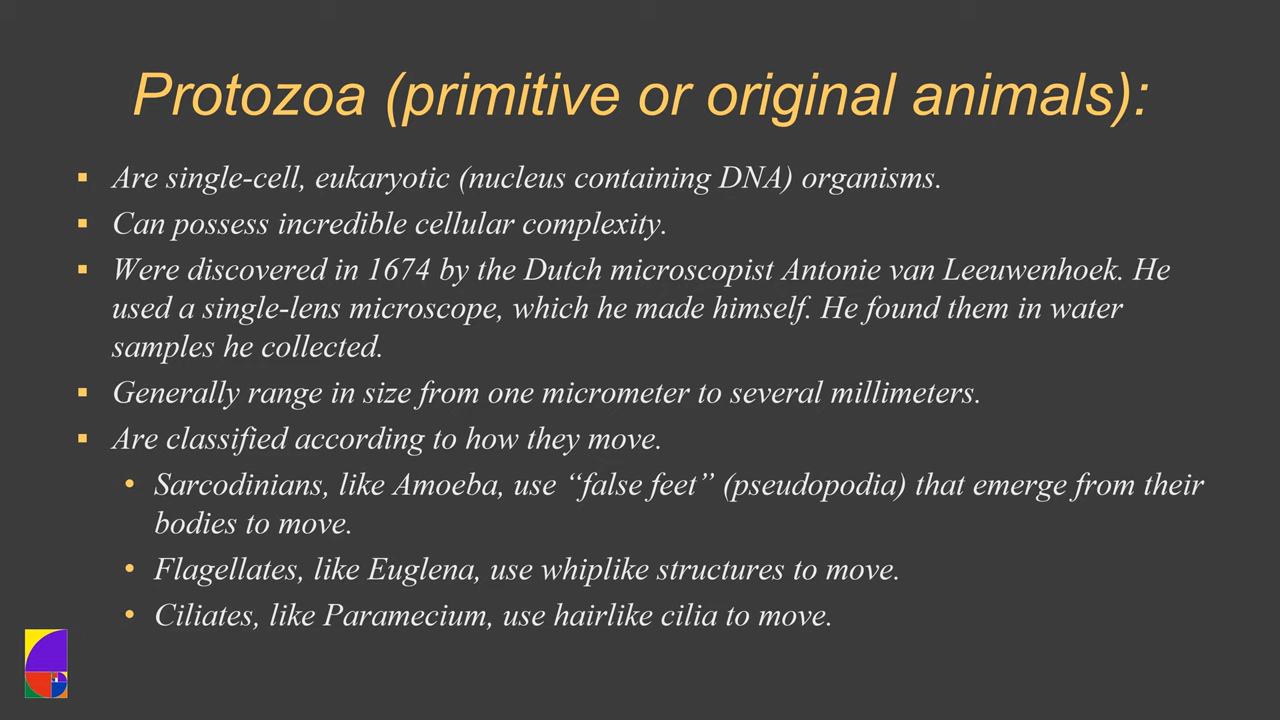 Protozoa (primitive or original animals):
▪ Are single-cell, eukaryotic (nucleus containing DNA) organisms.
▪ Can possess incredible cellular complexity.
▪ Were discovered in 1674 by the Dutch microscopist Antonie van Leeuwenhoek. He
used a single-lens microscope, which he made himself. He found them in water
samples he collected.
▪ Generally range in size from one micrometer to several millimeters.
▪ Are classified according to how they move.
• Sarcodinians, like Amoeba, use “false feet” (pseudopodia) that emerge from their
bodies to move.
• Flagellates, like Euglena, use whiplike structures to move.
• Ciliates, like Paramecium, use hairlike cilia to move.